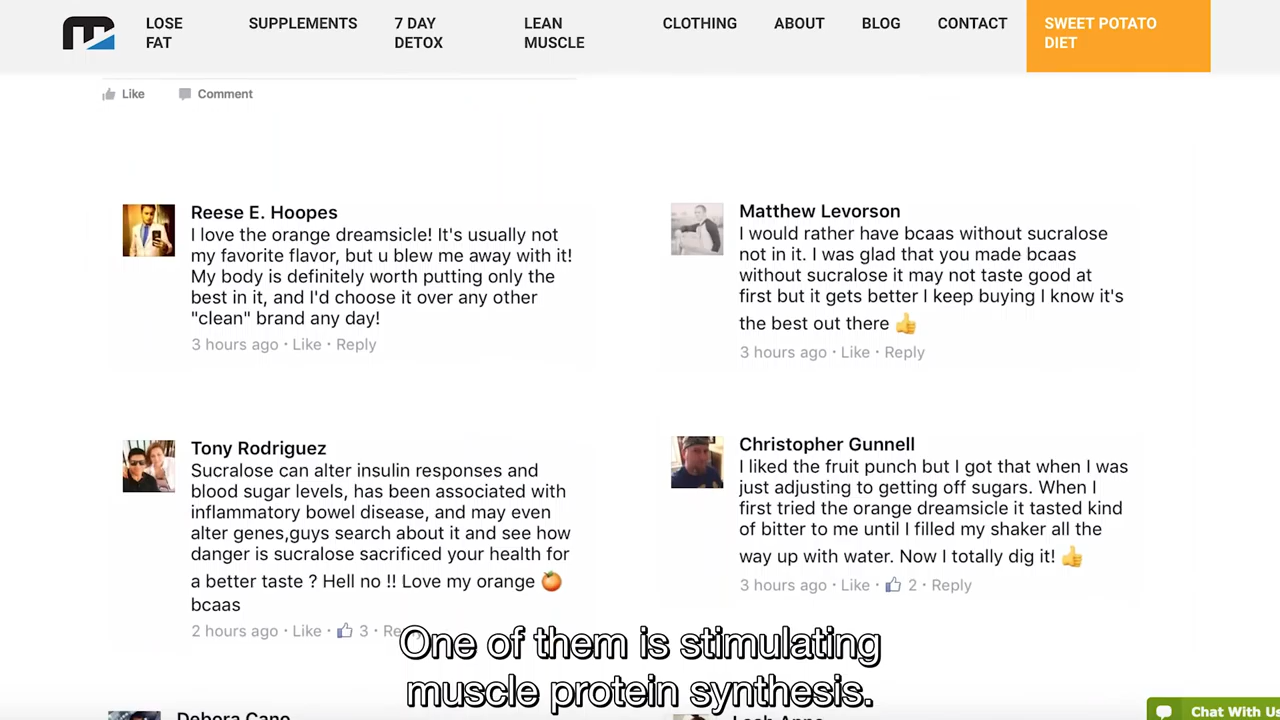 LOSE
FAT
SUPPLEMENTS
7 DAY
DETOX
LEAN
MUSCLE
CLOTHING
ABOUT
BLOG
CONTACT
SWEET POTATO
DIET
Like
Comment
Reese E. Hoopes
I love the orange dreamsicle! It's usually not
my favorite flavor, but u blew me away with it!
My body is definitely worth putting only the
best in it, and I'd choose it over any other
"clean" brand any day!
3 hours ago · Like · Reply
Matthew Levorson
I would rather have bcaas without sucralose
not in it. I was glad that you made bcaas
without sucralose it may not taste good at
first but it gets better I keep buying I know it's
the best out there 👍
3 hours ago · Like · Reply
Tony Rodriguez
Sucralose can alter insulin responses and
blood sugar levels, has been associated with
inflammatory bowel disease, and may even
alter genes,guys search about it and see how
danger is sucralose sacrificed your health for
a better taste ? Hell no !! Love my orange 🍊
bcaas
2 hours ago · Like · 3 · Re
Christopher Gunnell
I liked the fruit punch but I got that when I was
just adjusting to getting off sugars. When I
first tried the orange dreamsicle it tasted kind
of bitter to me until I filled my shaker all the
way up with water. Now I totally dig it! 👍
3 hours ago · Like · 2 · Reply
One of them is stimulating
muscle protein synthesis.
Debora Cano
Chat With Us